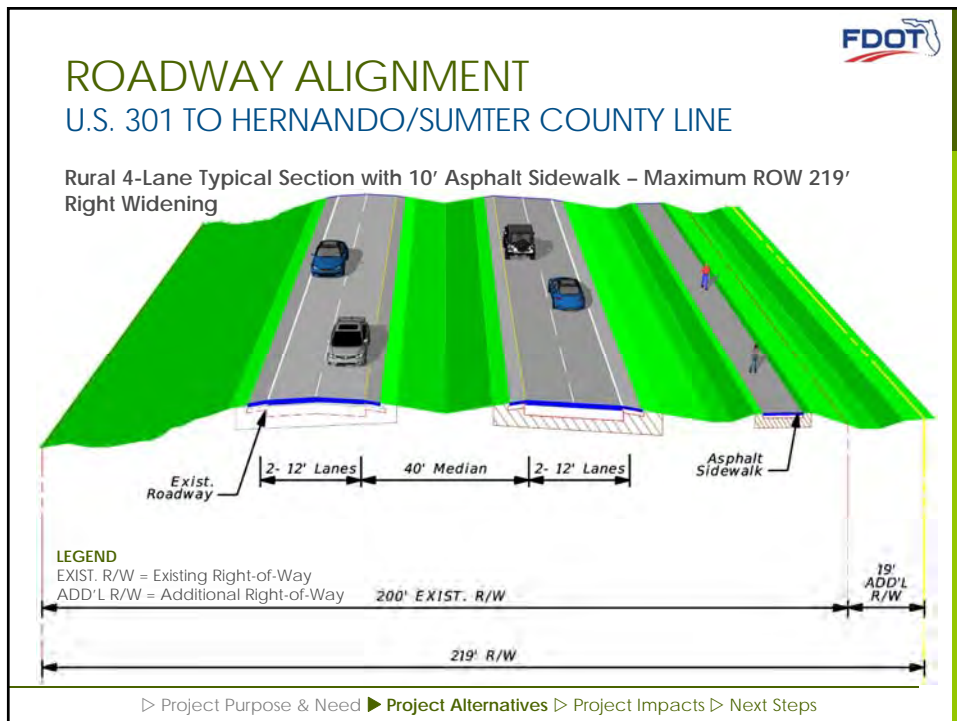 FDOT
ROADWAY ALIGNMENT
U.S. 301 TO HERNANDO/SUMTER COUNTY LINE
Rural 4-Lane Typical Section with 10' Asphalt Sidewalk – Maximum ROW 219'
Right Widening
Exist.
Roadway
2- 12' Lanes
40' Median
2- 12' Lanes
Asphalt
Sidewalk
LEGEND
EXIST. R/W = Existing Right-of-Way
ADD'L R/W = Additional Right-of-Way
200' EXIST. R/W
19'
ADD'L
R/W
219' R/W
▷ Project Purpose & Need ▶ Project Alternatives ▷ Project Impacts ▷ Next Steps